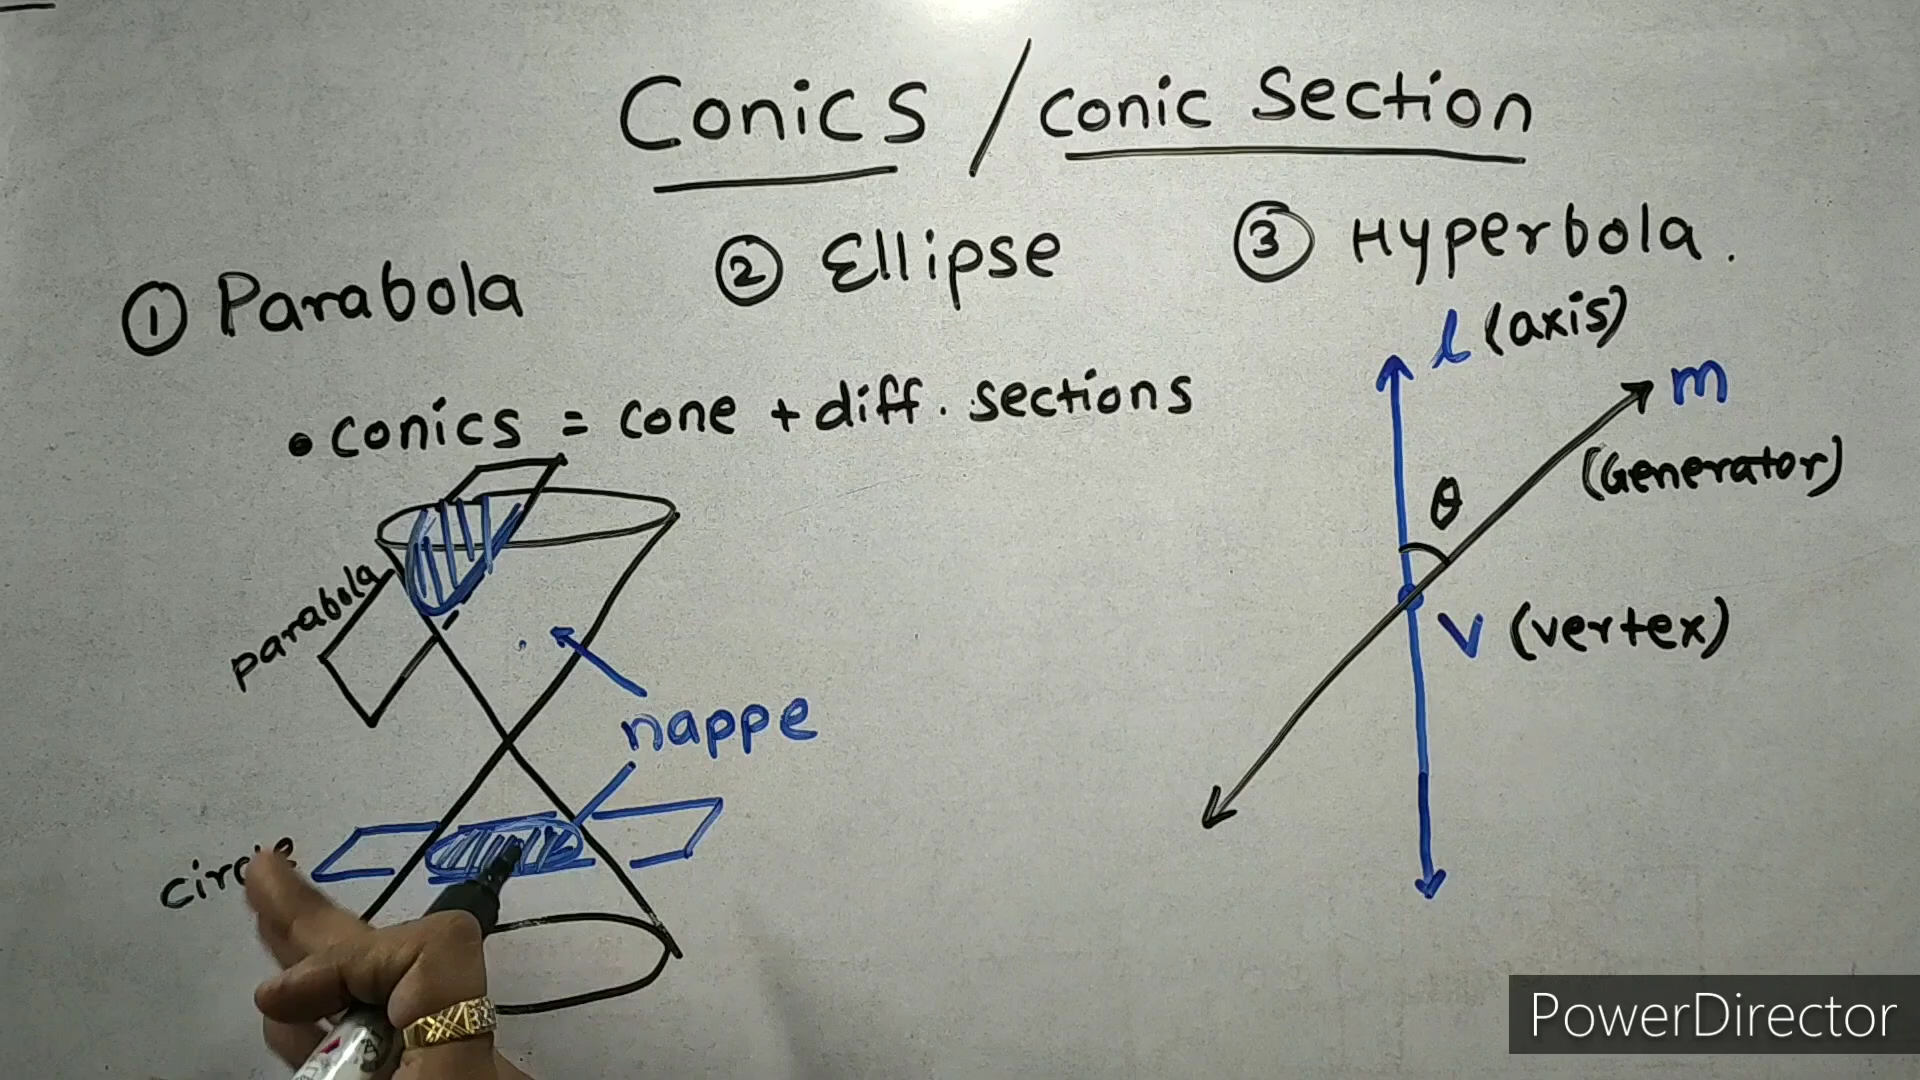 Conics / conic section
① Parabola
② Ellipse
③ Hyperbola.
• conics = cone + diff. sections
l (axis)
m
(Generator)
θ
V (vertex)
parabola
nappe
circle
PowerDirector